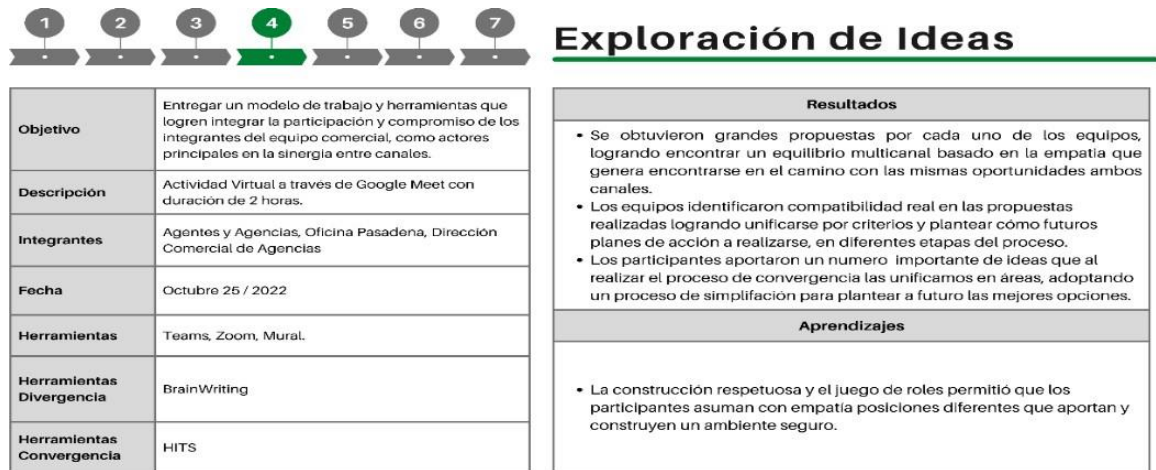 1 2 3 4 5 6 7
Exploración de Ideas
Objetivo
Entregar un modelo de trabajo y herramientas que
logren integrar la participación y compromiso de los
integrantes del equipo comercial, como actores
principales en la sinergia entre canales.
Descripción
Actividad Virtual a través de Google Meet con
duración de 2 horas.
Integrantes
Agentes y Agencias, Oficina Pasadena, Dirección
Comercial de Agencias
Fecha
Octubre 25 / 2022
Herramientas
Teams, Zoom, Mural.
Herramientas
Divergencia
BrainWriting
Herramientas
Convergencia
HITS
Resultados
• Se obtuvieron grandes propuestas por cada uno de los equipos,
logrando encontrar un equilibrio multicanal basado en la empatia que
genera encontrarse en el camino con las mismas oportunidades ambos
canales.
• Los equipos identificaron compatibilidad real en las propuestas
realizadas logrando unificarse por criterios y plantear cómo futuros
planes de acción a realizarse, en diferentes etapas del proceso.
• Los participantes aportaron un numero importante de ideas que al
realizar el proceso de convergencia las unificamos en áreas, adoptando
un proceso de simplifación para plantear a futuro las mejores opciones.
Aprendizajes
• La construcción respetuosa y el juego de roles permitió que los
participantes asuman con empatía posiciones diferentes que aportan y
construyen un ambiente seguro.